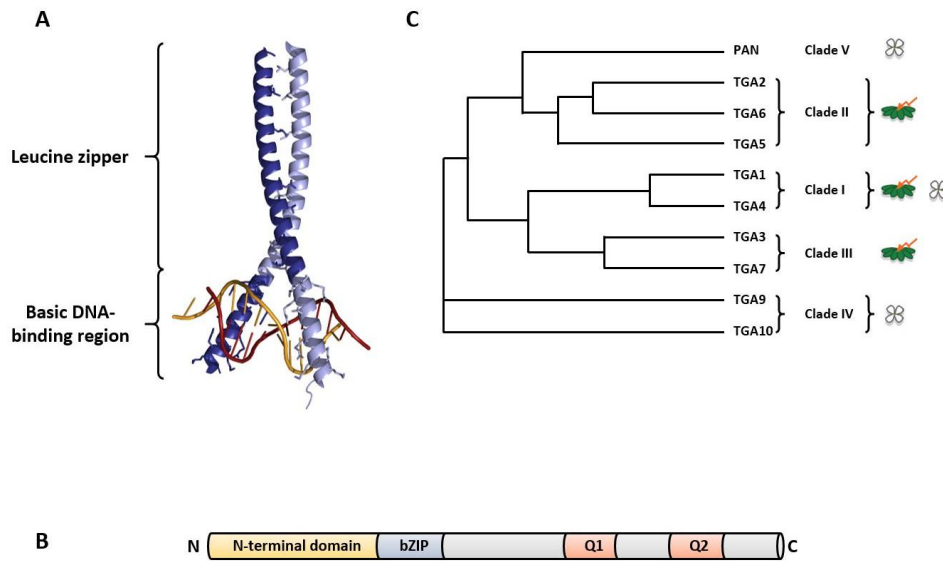 A
Leucine zipper
Basic DNA-
binding region
C
PAN Clade V
TGA2
TGA6 Clade II
TGA5
TGA1
Clade I
TGA4
TGA3
Clade III
TGA7
TGA9
Clade IV
TGA10
B
N N-terminal domain bZIP Q1 Q2 C